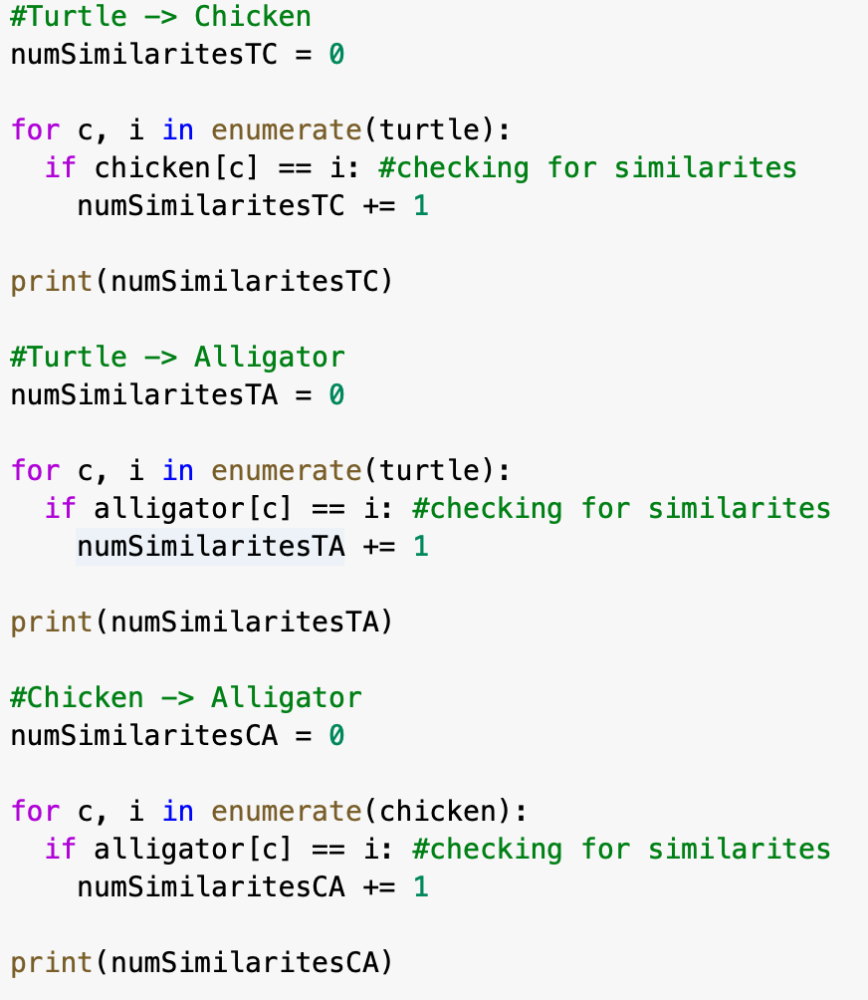 #Turtle -> Chicken
numSimilaritesTC = 0
for c, i in enumerate(turtle):
if chicken[c] == i: #checking for similarites
numSimilaritesTC += 1
print(numSimilaritesTC)
#Turtle -> Alligator
numSimilaritesTA = 0
for c, i in enumerate(turtle):
if alligator[c] == i: #checking for similarites
numSimilaritesTA += 1
print(numSimilaritesTA)
#Chicken -> Alligator
numSimilaritesCA = 0
for c, i in enumerate(chicken):
if alligator[c] == i: #checking for similarites
numSimilaritesCA += 1
print(numSimilaritesCA)